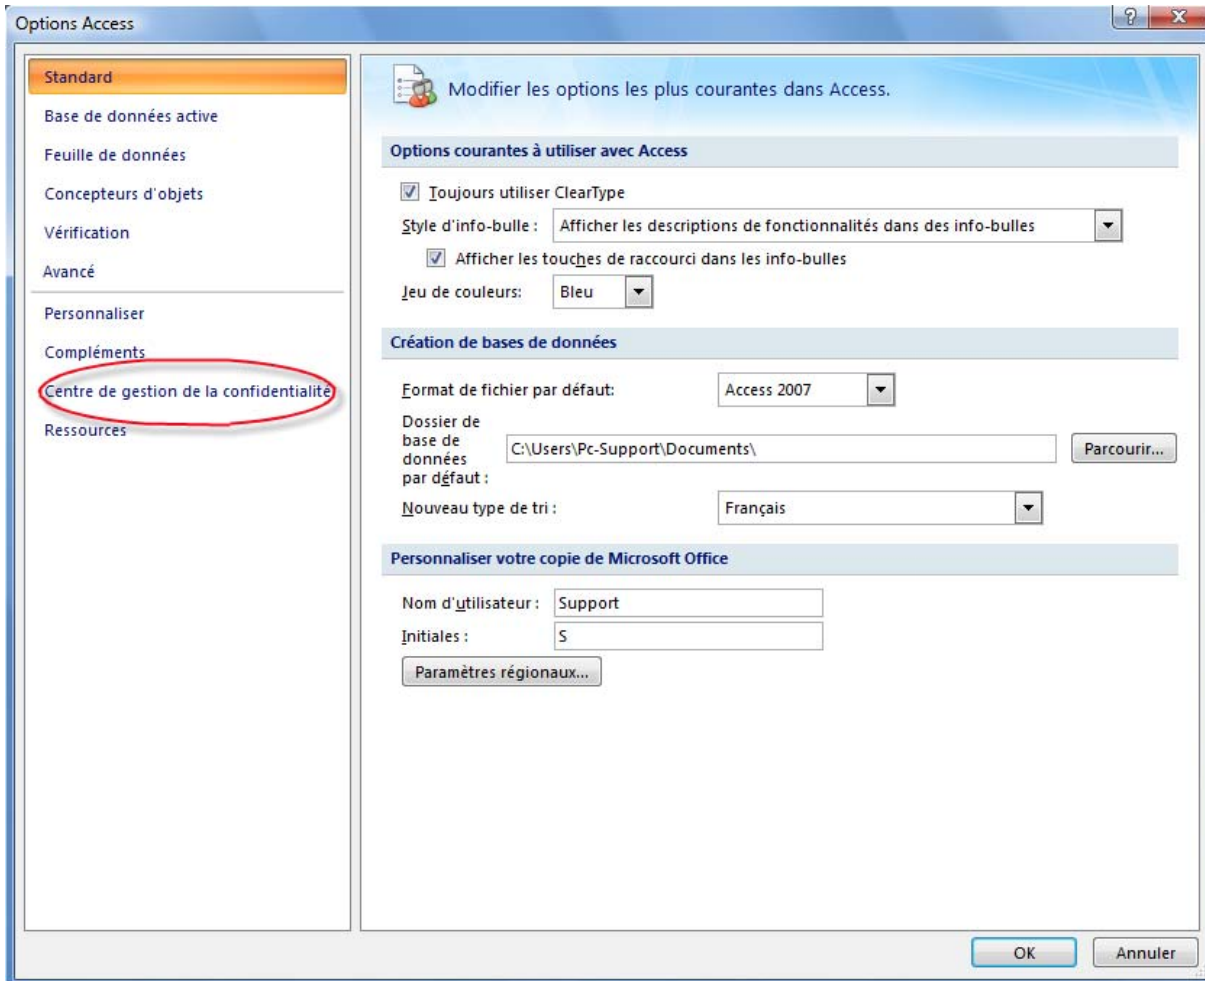 Options Access
Standard
Base de données active
Feuille de données
Concepteurs d'objets
Vérification
Avancé
Personnaliser
Compléments
Centre de gestion de la confidentialité
Ressources
Modifier les options les plus courantes dans Access.
Options courantes à utiliser avec Access
Toujours utiliser ClearType
Style d'info-bulle : Afficher les descriptions de fonctionnalités dans des info-bulles
Afficher les touches de raccourci dans les info-bulles
Jeu de couleurs: Bleu
Création de bases de données
Format de fichier par défaut: Access 2007
Dossier de
base de
données
par défaut :
C:\Users\Pc-Support\Documents\ Parcourir...
Nouveau type de tri : Français
Personnaliser votre copie de Microsoft Office
Nom d'utilisateur : Support
Initiales : S
Paramètres régionaux...
OK Annuler